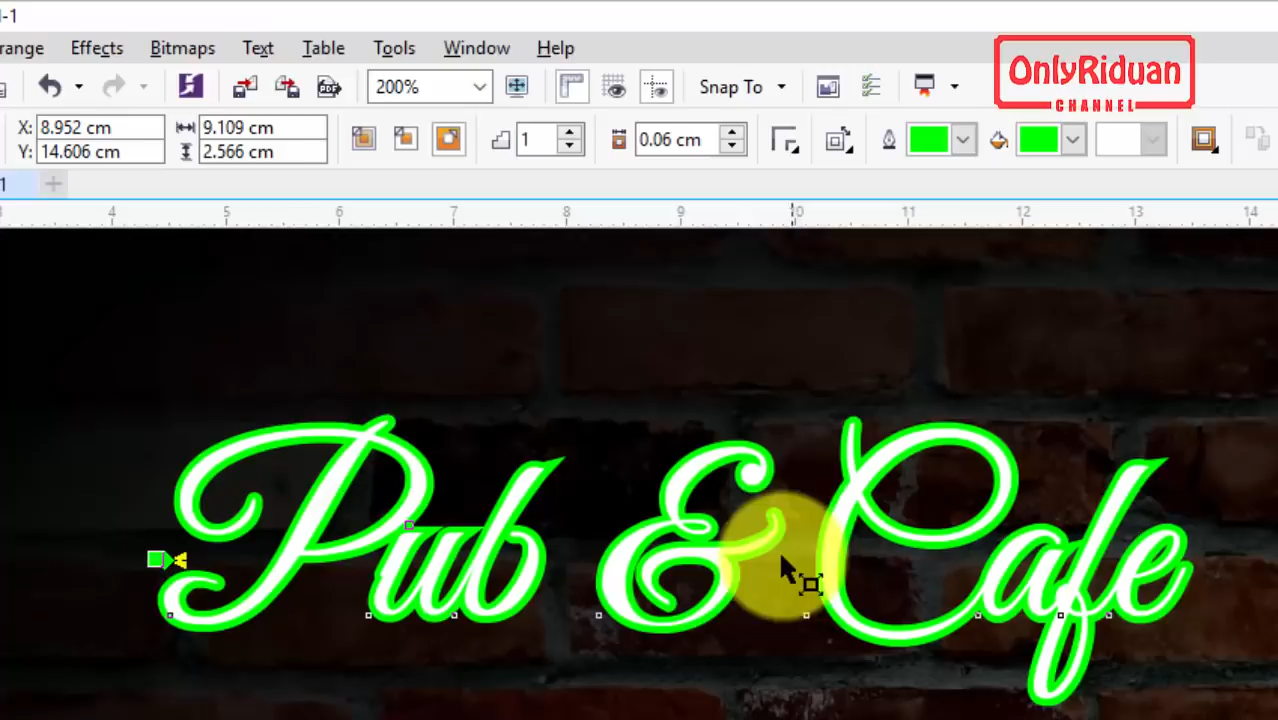 -1
range Effects Bitmaps Text Table Tools Window Help
OnlyRiduan
CHANNEL
PDF 200% Snap To
X: 8.952 cm 9.109 cm
Y: 14.606 cm 2.566 cm
1 0.06 cm
1
4 5 6 7 8 9 10 11 12 13 14
Pub & Cafe